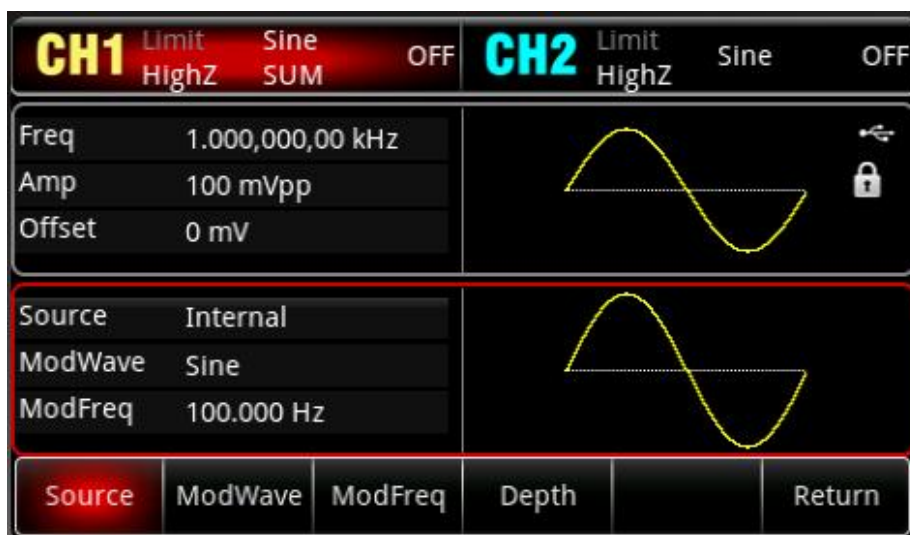 CH1 Limit Sine OFF CH2 Limit Sine OFF
HighZ SUM HighZ
Freq 1.000,000,00 kHz
Amp 100 mVpp
Offset 0 mV
Source Internal
ModWave Sine
ModFreq 100.000 Hz
Source ModWave ModFreq Depth Return